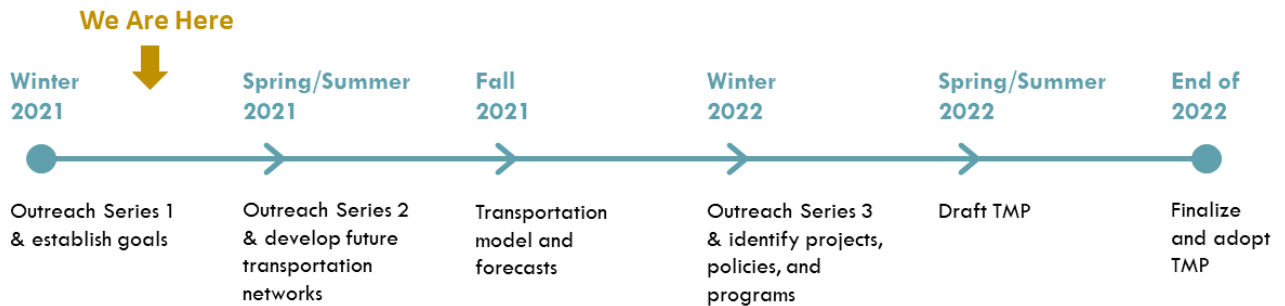 We Are Here
Winter
2021
Spring/Summer
2021
Fall
2021
Winter
2022
Spring/Summer
2022
End of
2022
Outreach Series 1
& establish goals
Outreach Series 2
& develop future
transportation
networks
Transportation
model and
forecasts
Outreach Series 3
& identify projects,
policies, and
programs
Draft TMP
Finalize
and adopt
TMP